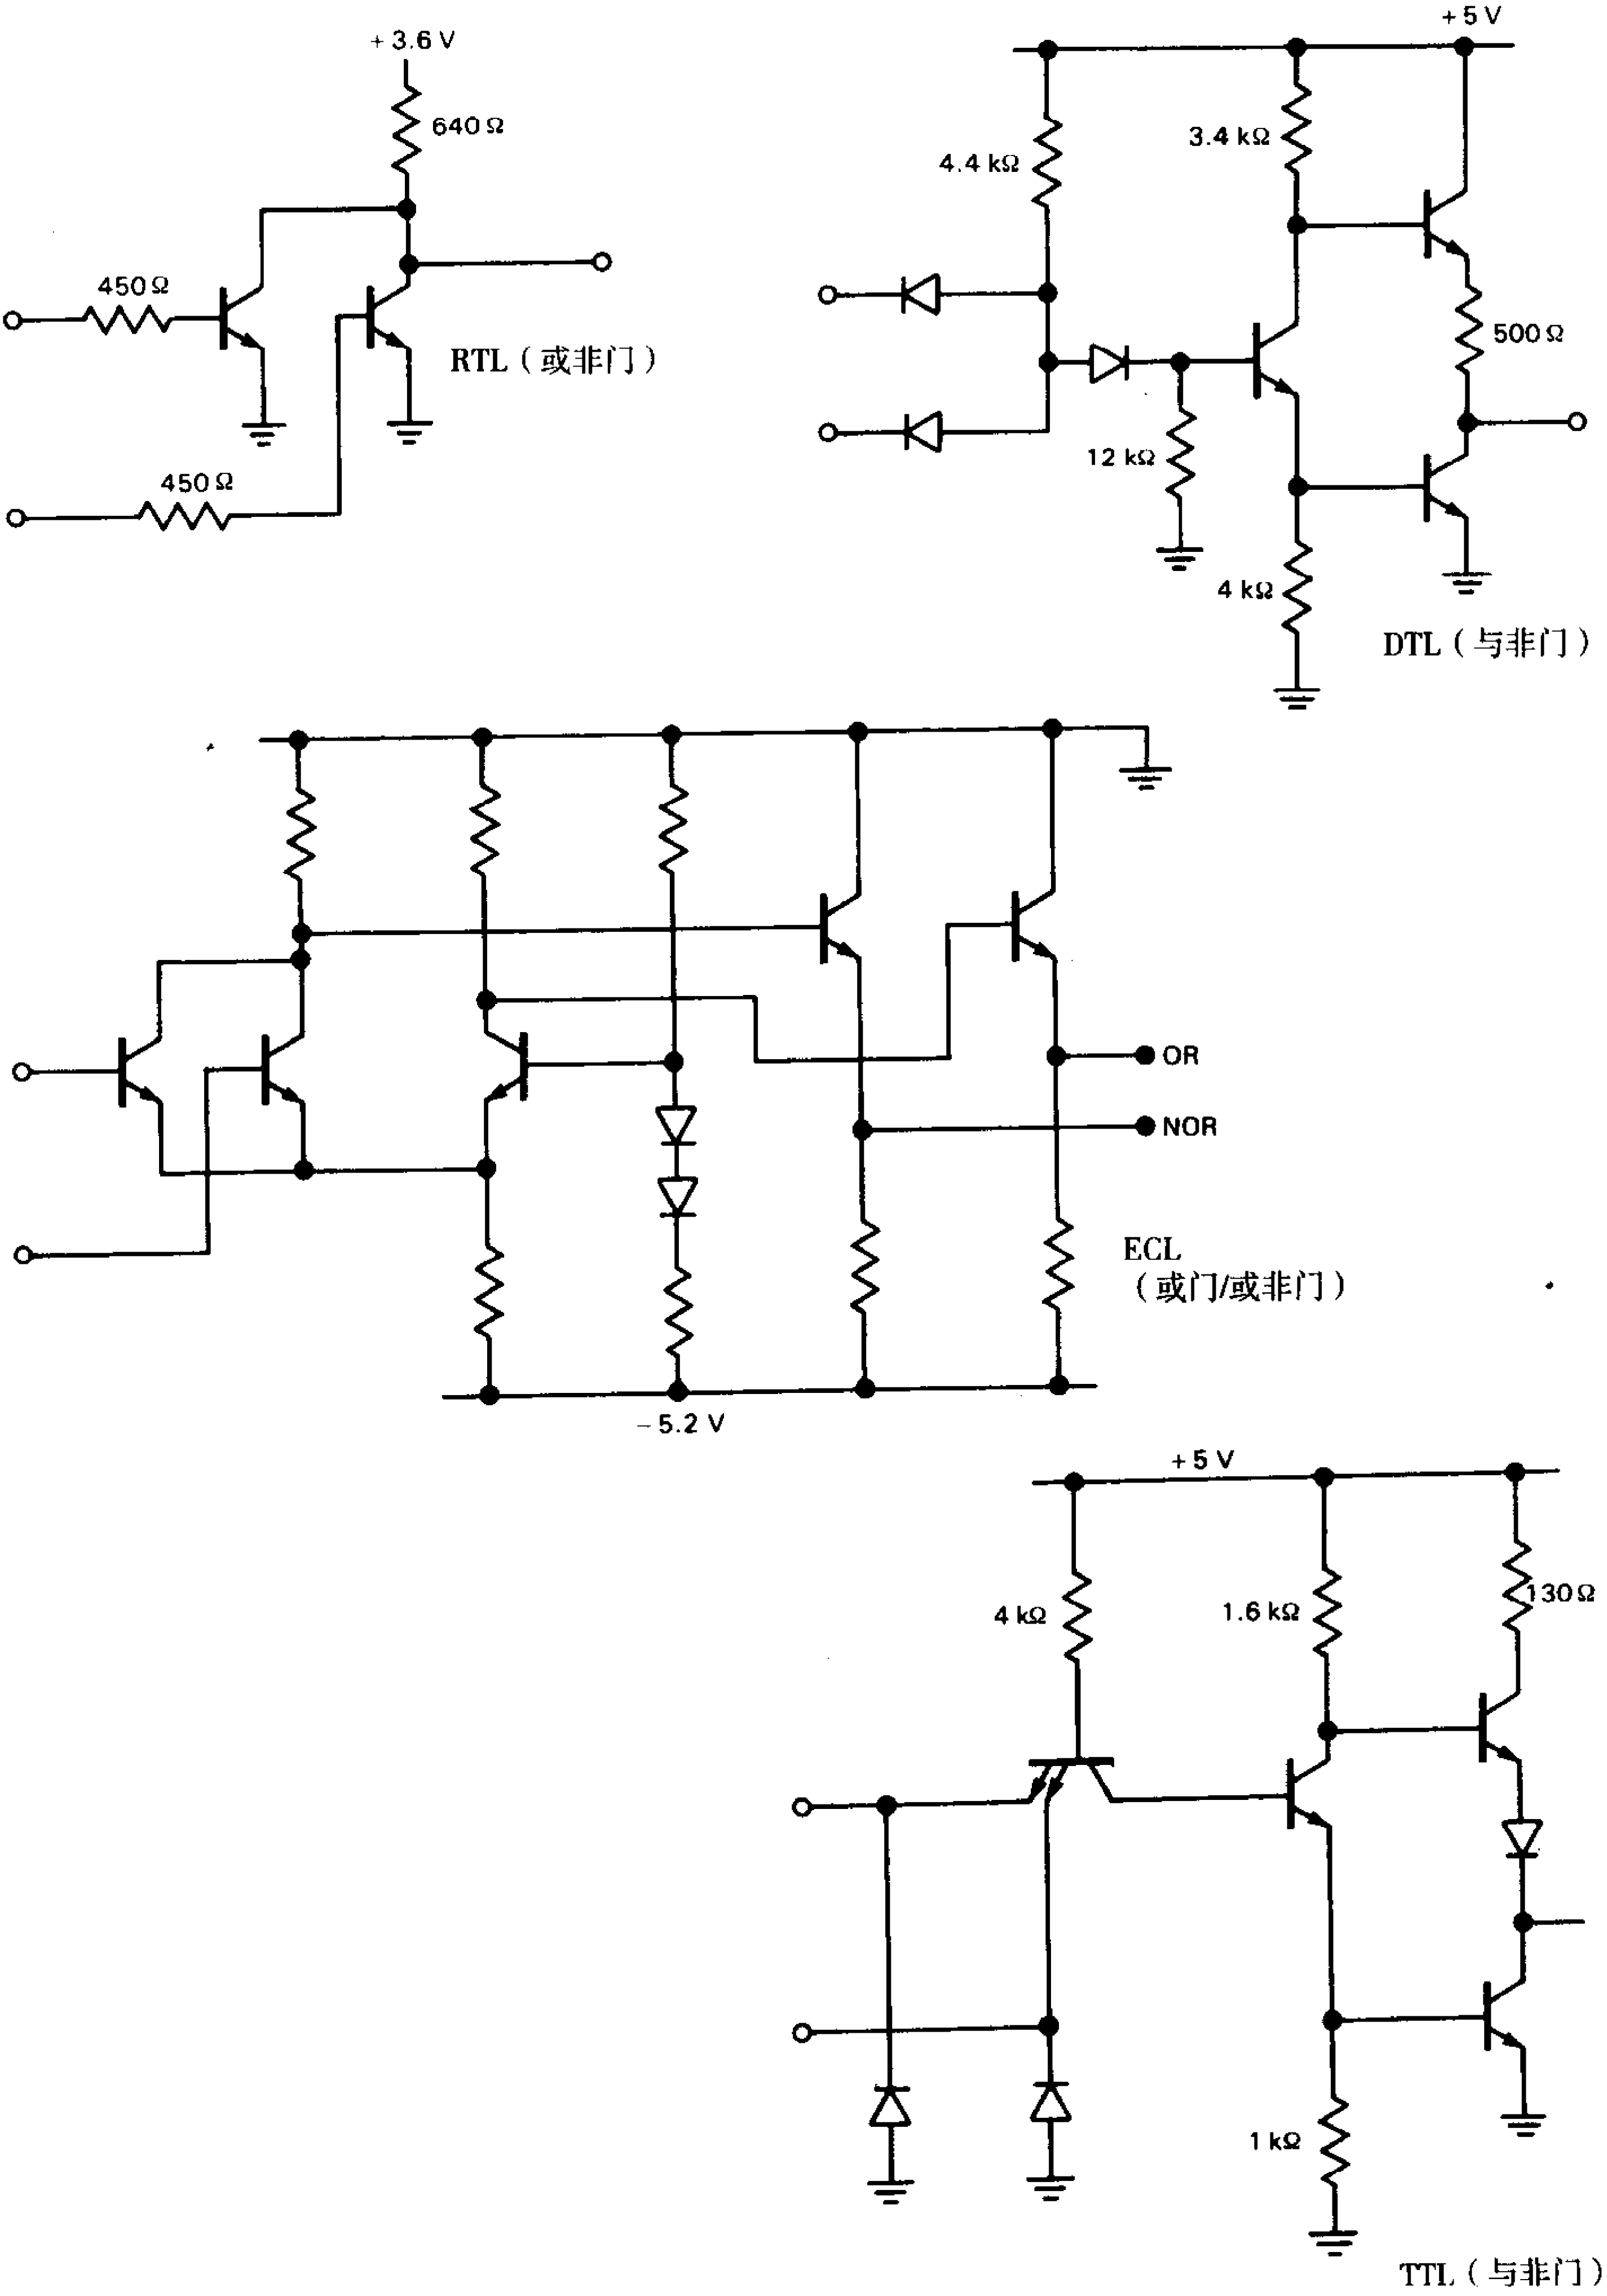 + 3.6 V
640 Ω
450 Ω
RTL（或非门）
450 Ω
+ 5 V
3.4 kΩ
4.4 kΩ
500 Ω
12 kΩ
4 kΩ
DTL（与非门）
OR
NOR
ECL
（或门/或非门）
− 5.2 V
+ 5 V
4 kΩ
1.6 kΩ
130 Ω
1 kΩ
TTL（与非门）